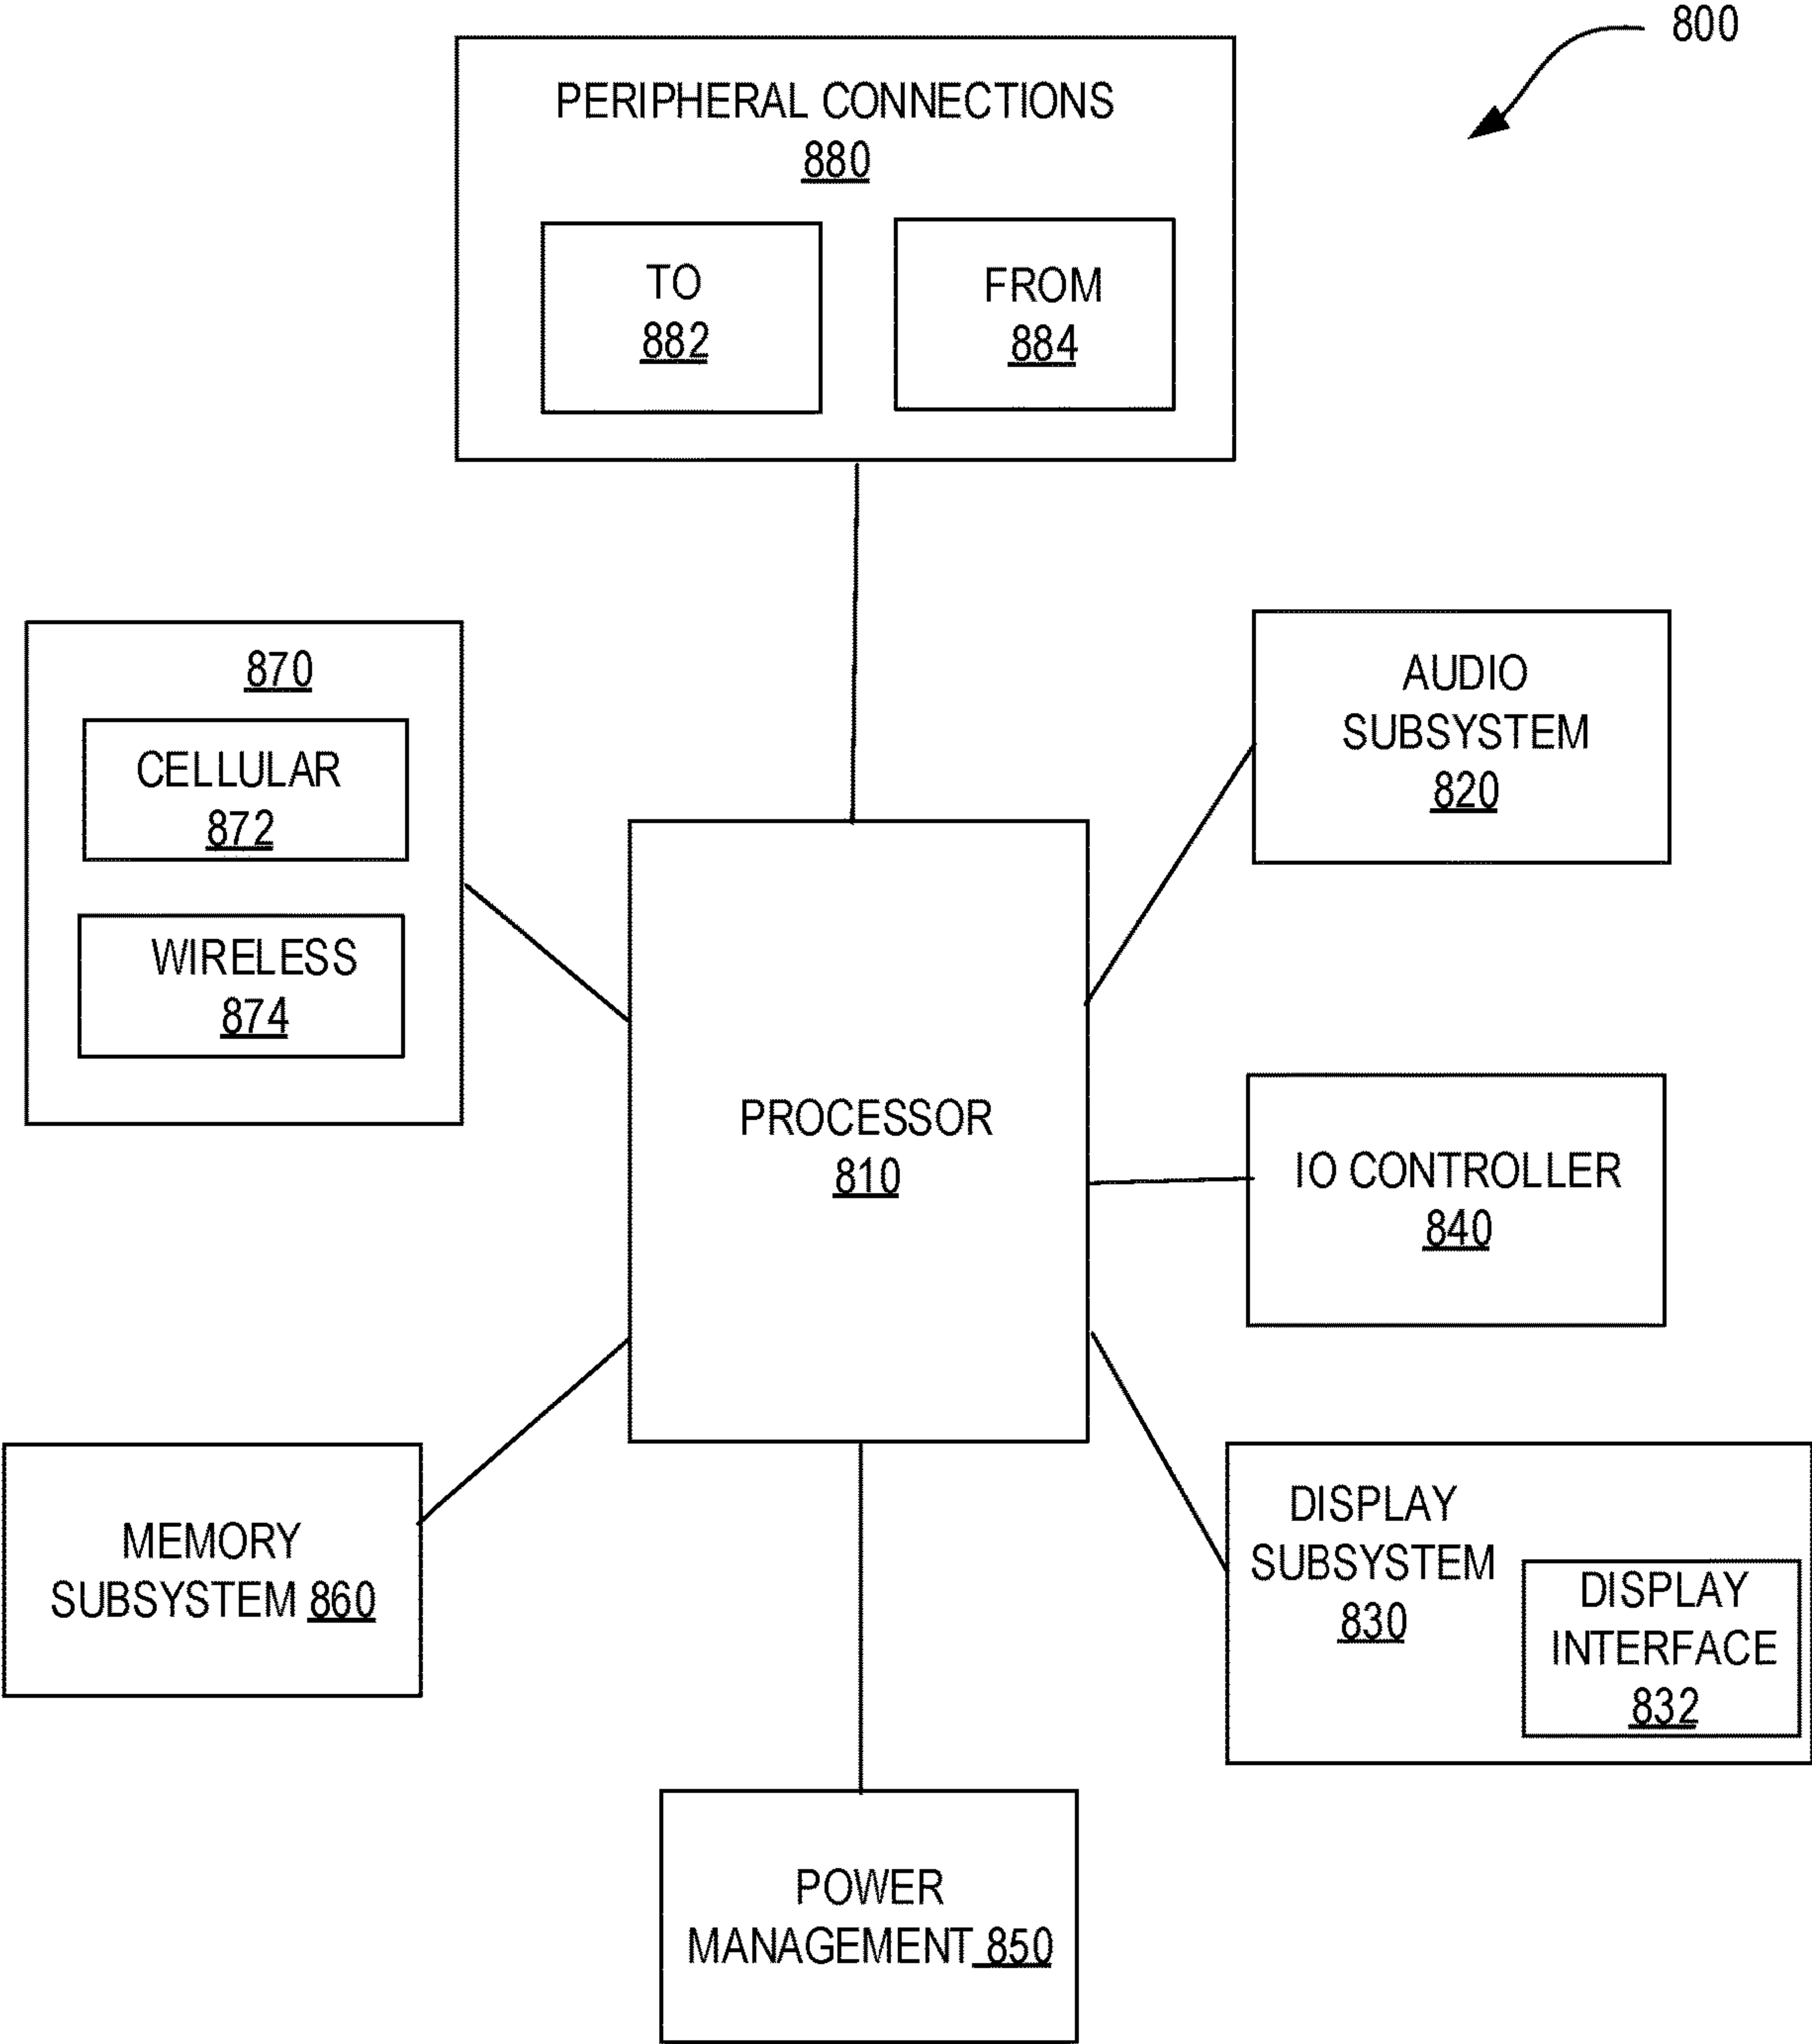 800
PERIPHERAL CONNECTIONS
880
TO
882
FROM
884
870
CELLULAR
872
WIRELESS
874
AUDIO
SUBSYSTEM
820
PROCESSOR
810
IO CONTROLLER
840
MEMORY
SUBSYSTEM 860
DISPLAY
SUBSYSTEM
830
DISPLAY
INTERFACE
832
POWER
MANAGEMENT 850